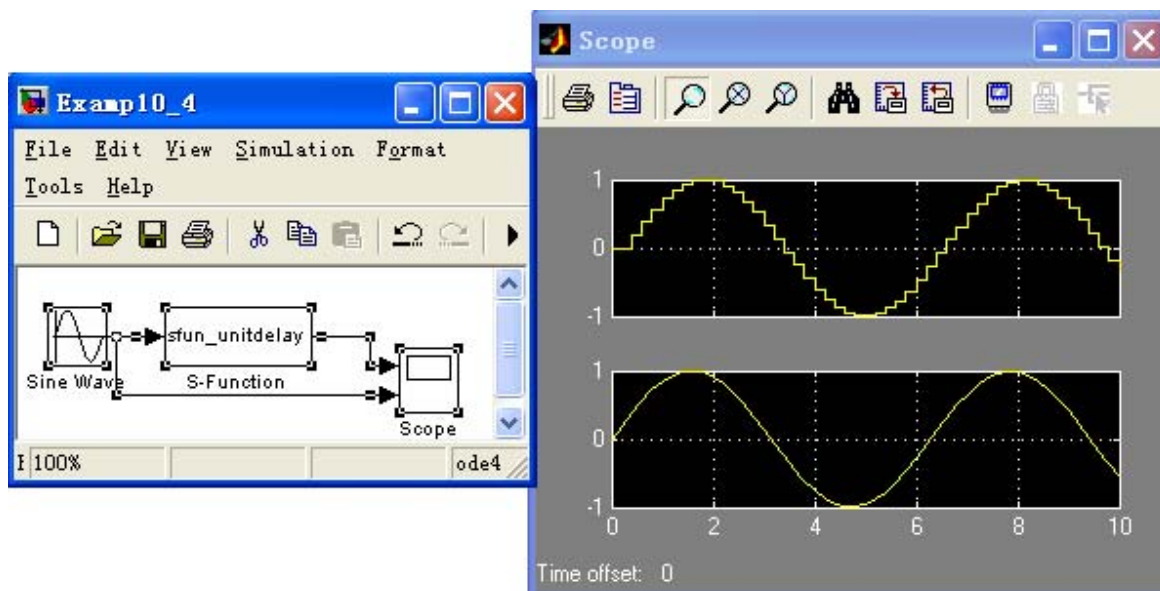 Examp10_4
File Edit View Simulation Format
Tools Help
sfun_unitdelay
Sine Wave
S-Function
Scope
100%
ode4
Scope
1
0
-1
1
0
-1
0 2 4 6 8 10
Time offset: 0